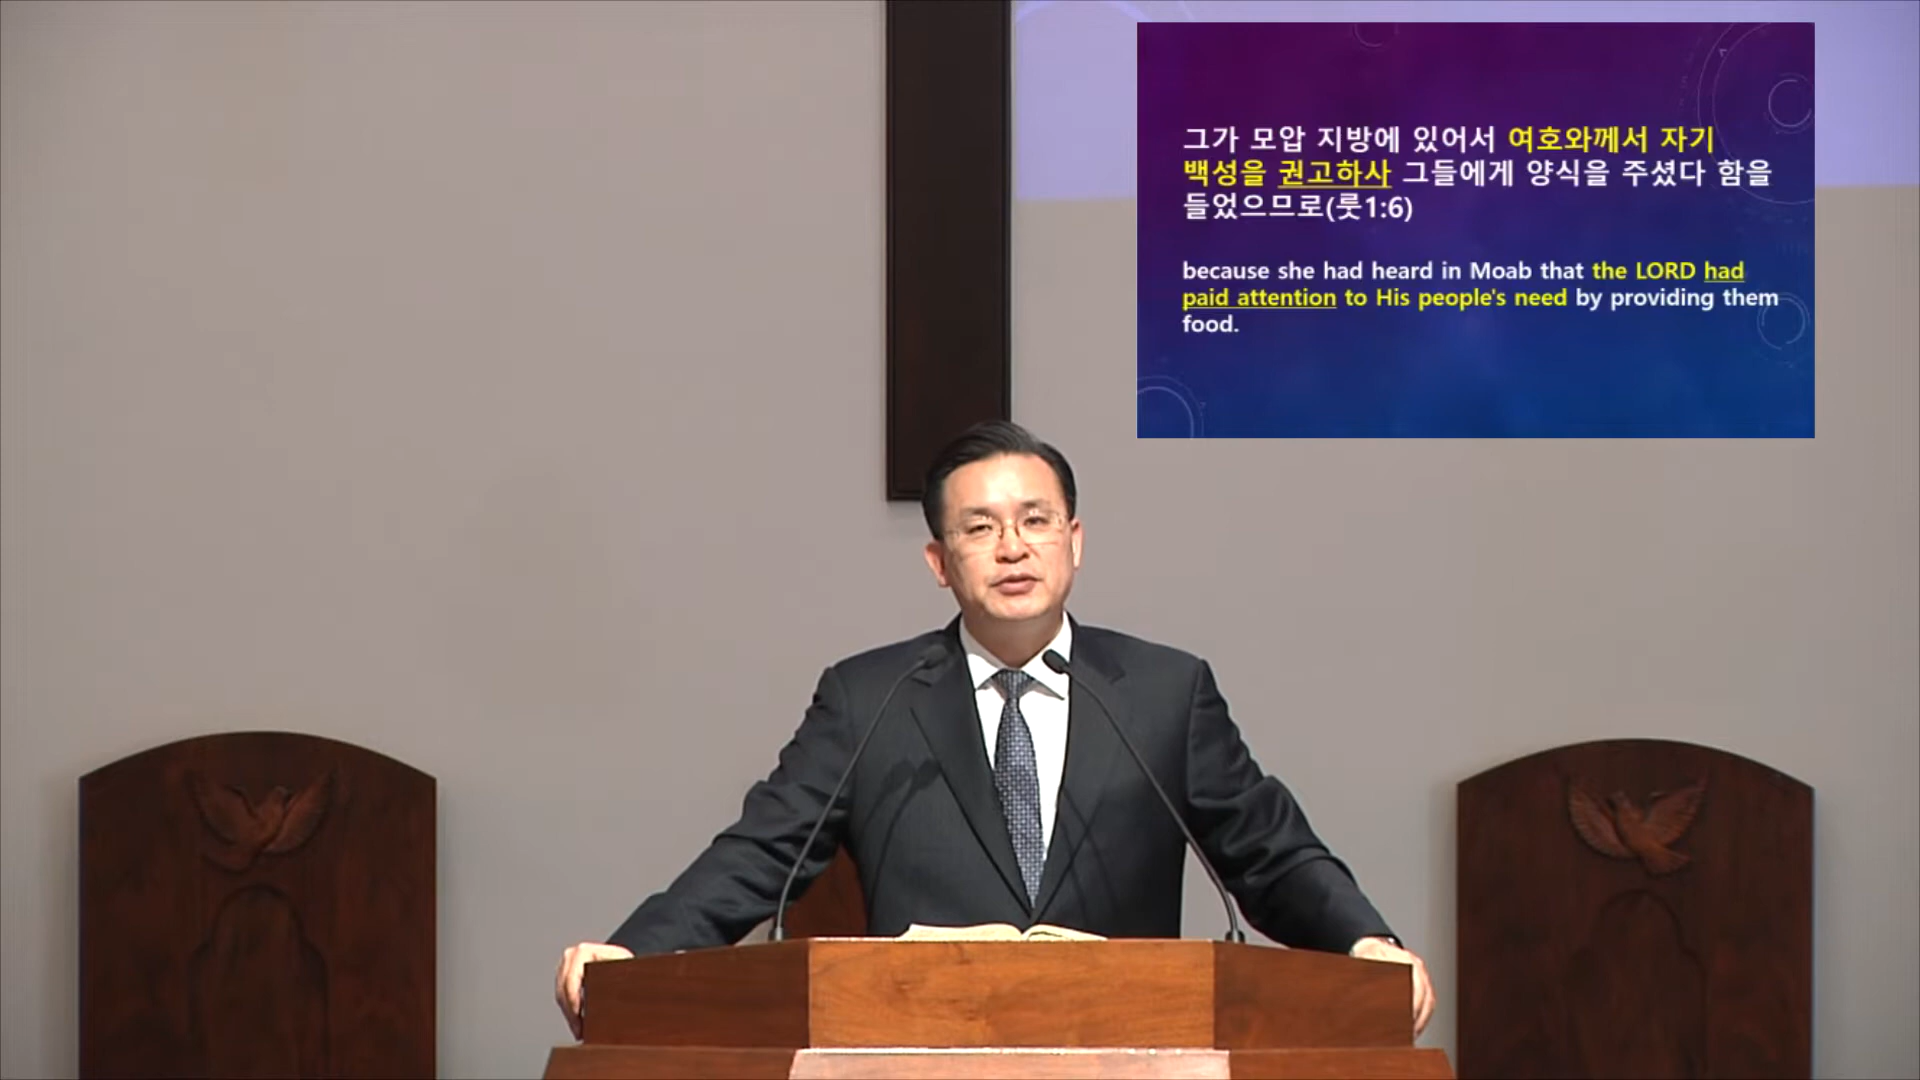 그가 모압 지방에 있어서 여호와께서 자기
백성을 권고하사 그들에게 양식을 주셨다 함을
들었으므로(룻1:6)
because she had heard in Moab that the LORD had
paid attention to His people's need by providing them
food.